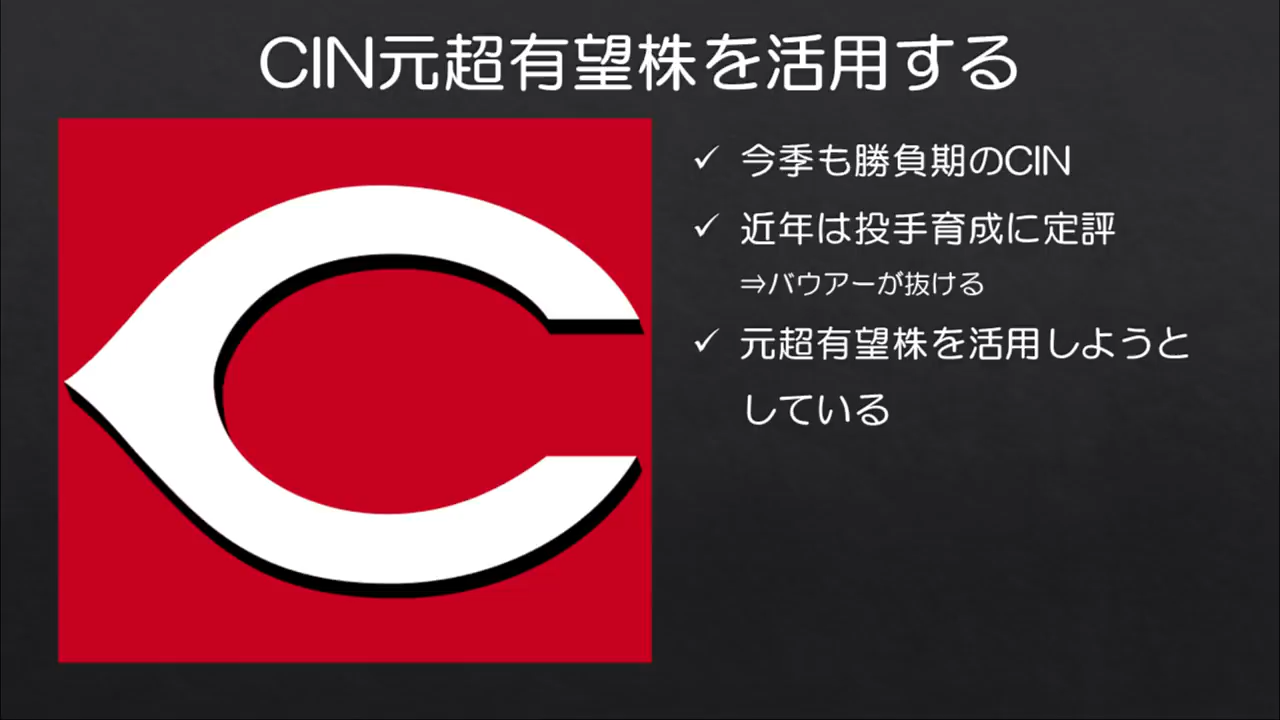 CIN元超有望株を活用する
✓ 今季も勝負期のCIN
✓ 近年は投手育成に定評
⇒バウアーが抜ける
✓ 元超有望株を活用しようと
している